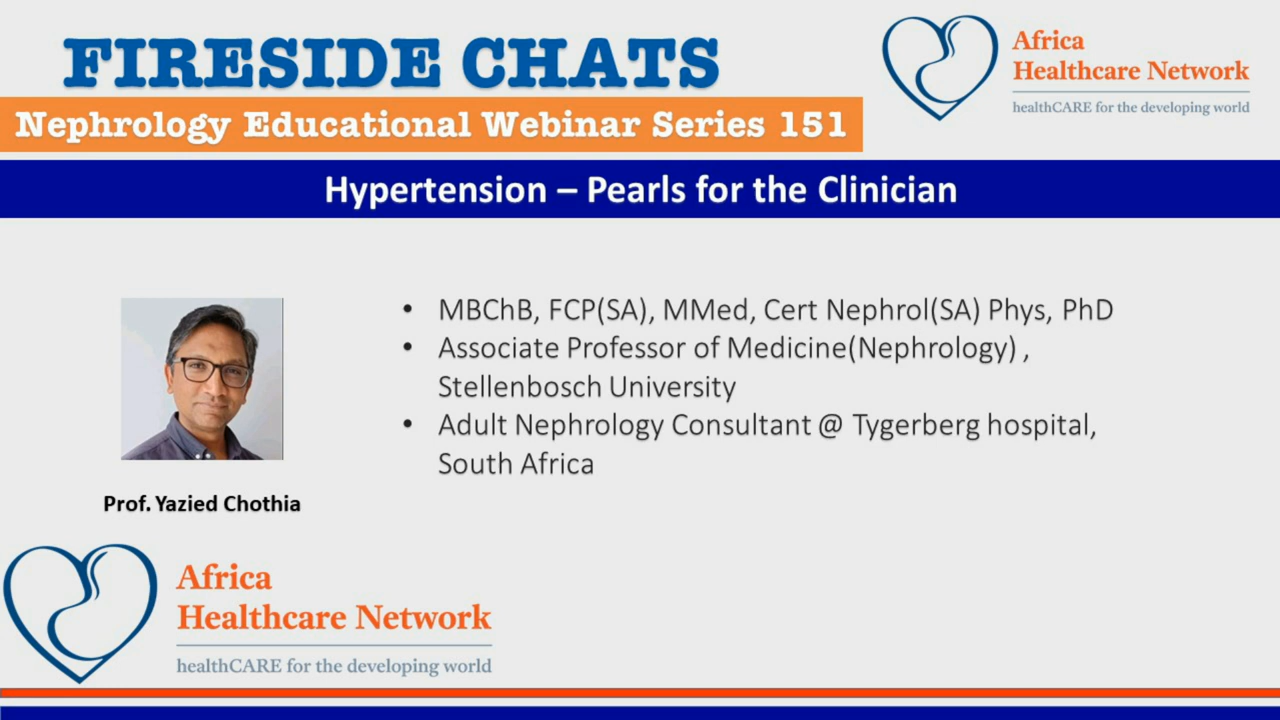 FIRESIDE CHATS
Nephrology Educational Webinar Series 151
Africa
Healthcare Network
healthCARE for the developing world
Hypertension – Pearls for the Clinician
• MBChB, FCP(SA), MMed, Cert Nephrol(SA) Phys, PhD
• Associate Professor of Medicine(Nephrology) ,
Stellenbosch University
• Adult Nephrology Consultant @ Tygerberg hospital,
South Africa
Prof. Yazied Chothia
Africa
Healthcare Network
healthCARE for the developing world